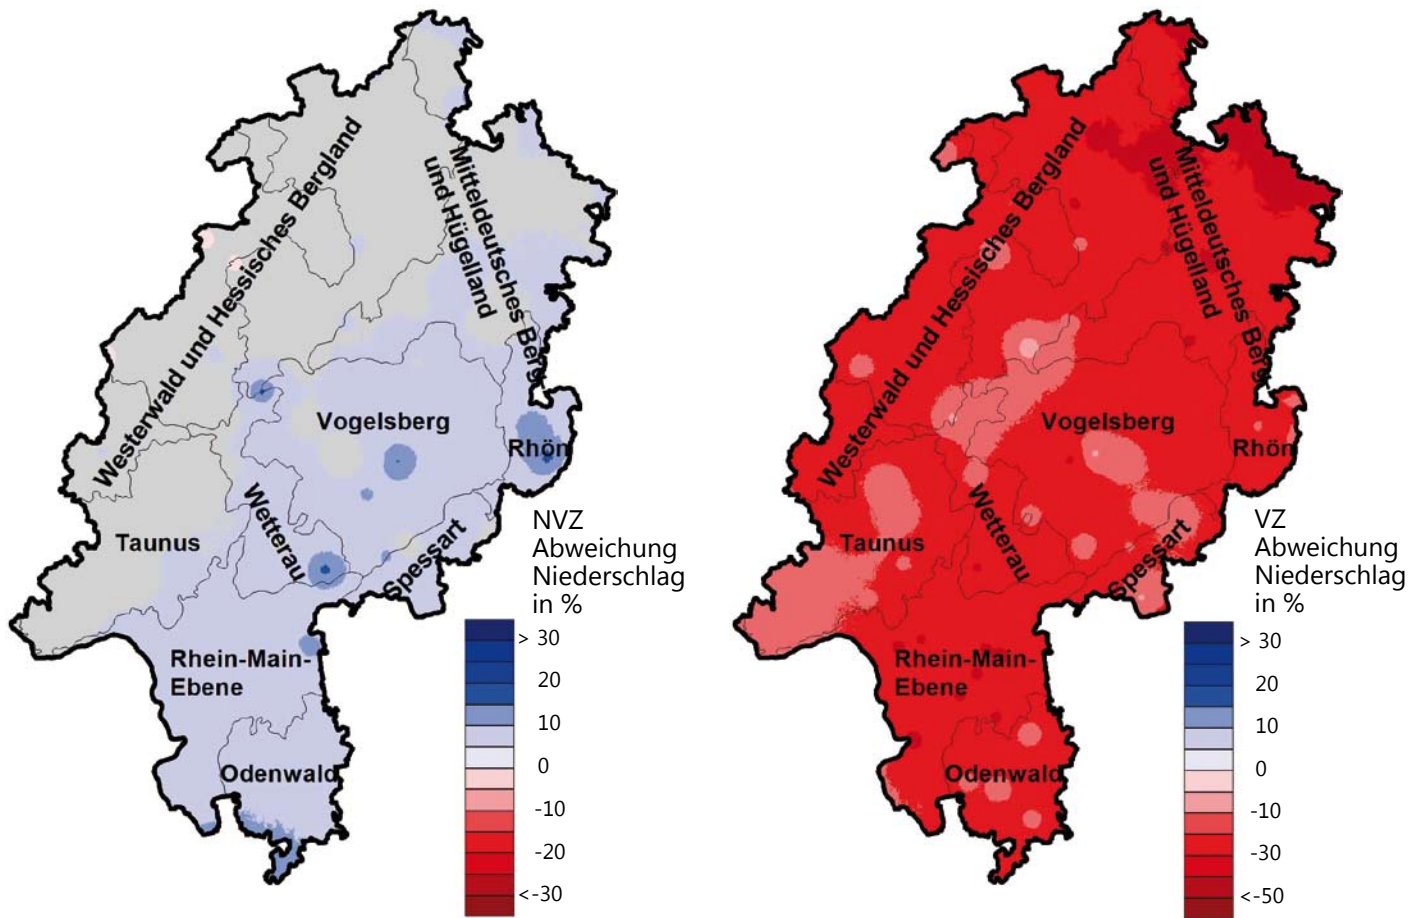 Westerwald und Hessisches Bergland
Mitteldeutsches Berg
und Hügelland
Vogelsberg
Rhön
Wetterau
Taunus
Spessart
Rhein-Main-
Ebene
Odenwald
NVZ
Abweichung
Niederschlag
in %
> 30
20
10
0
-10
-20
<-30
Westerwald und Hessisches Bergland
Mitteldeutsches Berg
und Hügelland
Vogelsberg
Rhön
Wetterau
Taunus
Spessart
Rhein-Main-
Ebene
Odenwald
VZ
Abweichung
Niederschlag
in %
> 30
20
10
0
-10
-30
<-50